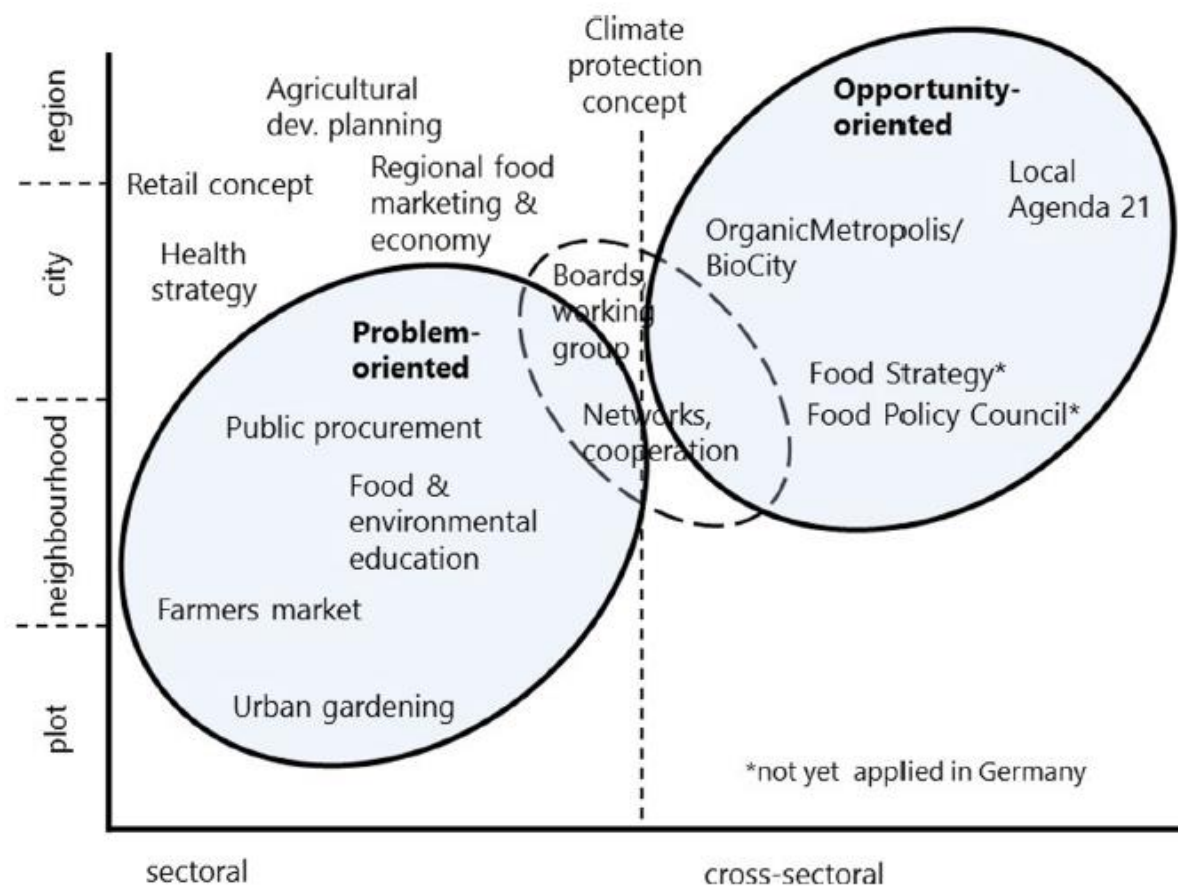 region
city
neighbourhood
plot
Agricultural
dev. planning
Retail concept
Regional food
marketing &
economy
Health
strategy
Climate
protection
concept
Opportunity-
oriented
Local
Agenda 21
OrganicMetropolis/
BioCity
Boards,
working
group
Problem-
oriented
Food Strategy*
Food Policy Council*
Networks,
cooperation
Public procurement
Food &
environmental
education
Farmers market
Urban gardening
*not yet applied in Germany
sectoral
cross-sectoral